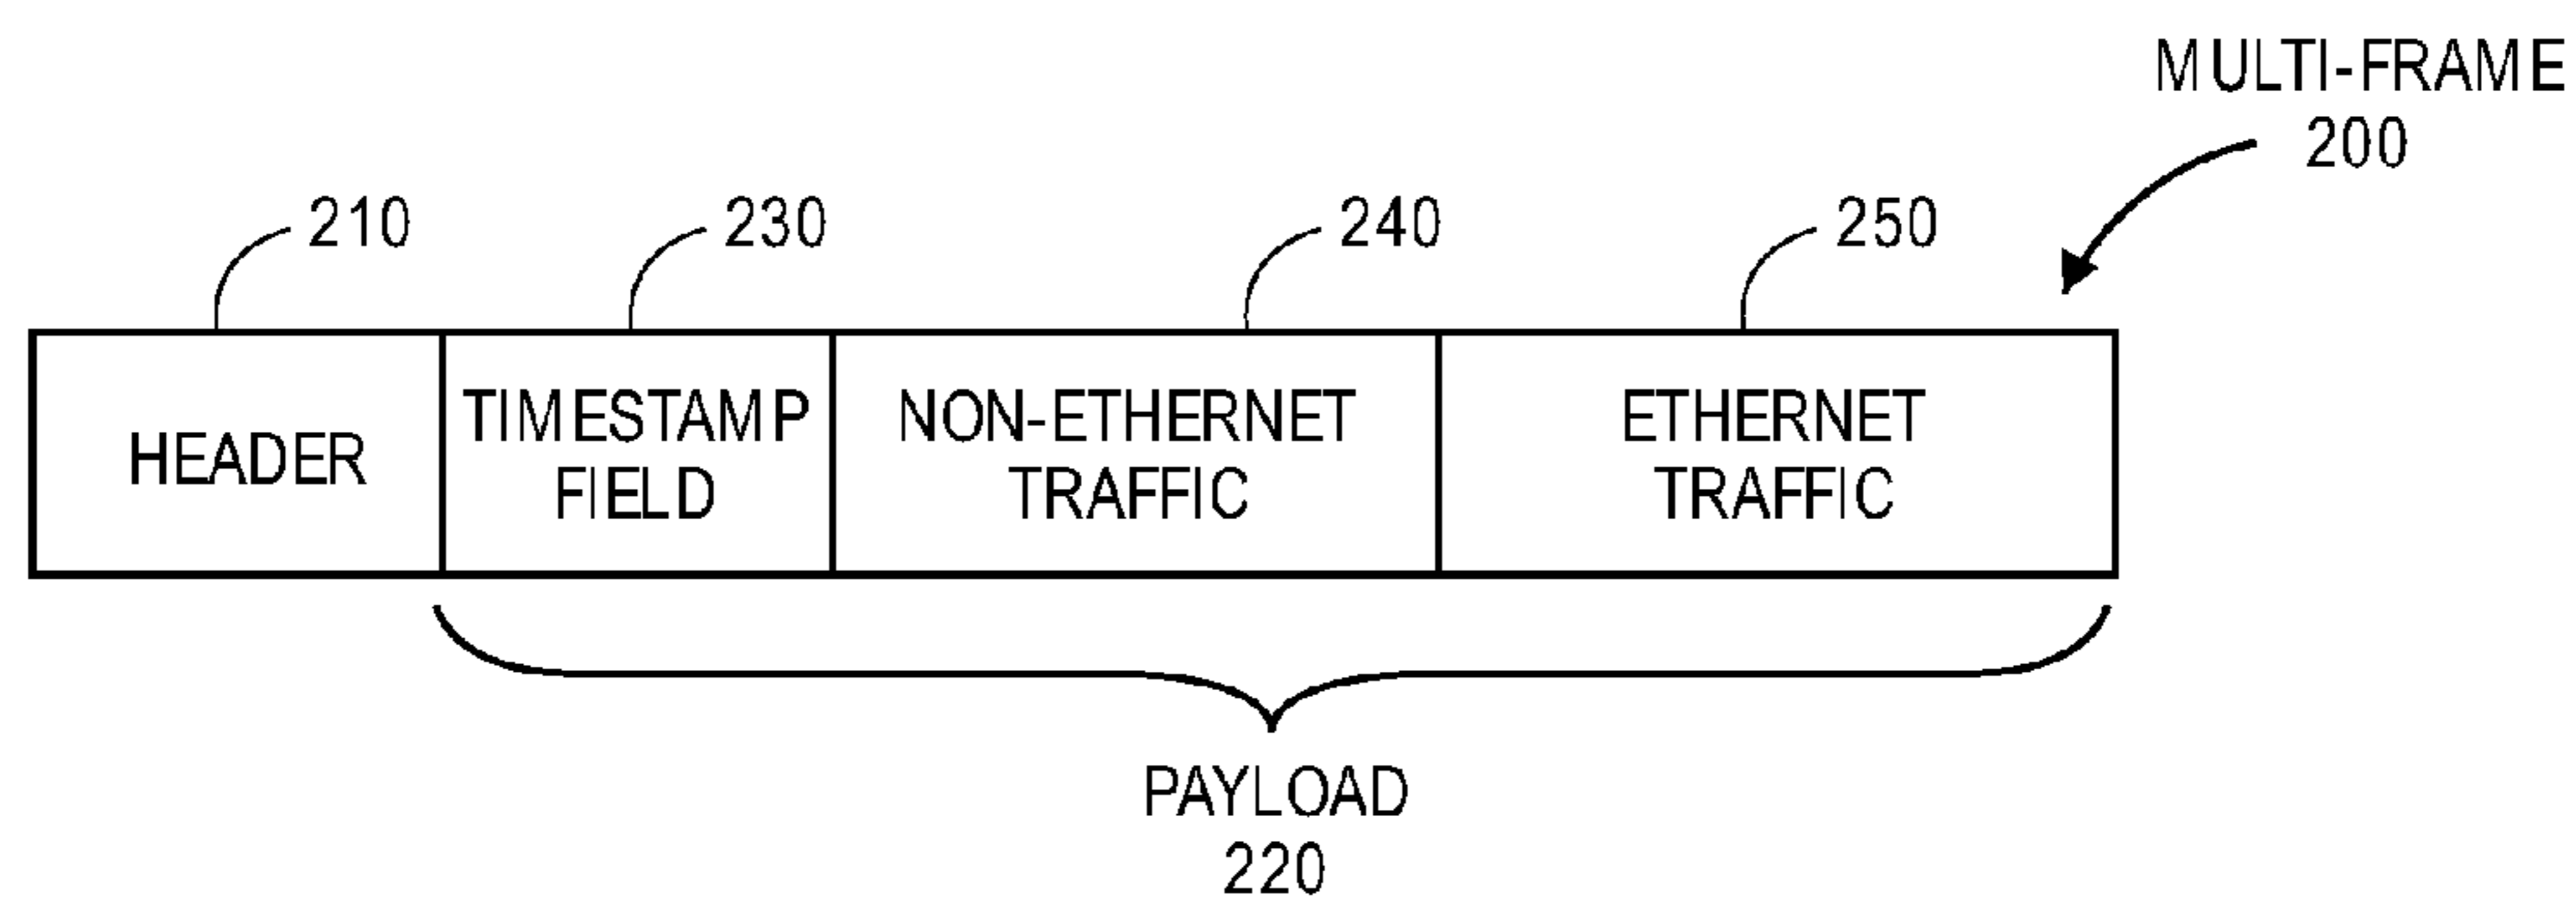 MULTI-FRAME
200
210
230
240
250
HEADER
TIMESTAMP
FIELD
NON-ETHERNET
TRAFFIC
ETHERNET
TRAFFIC
PAYLOAD
220